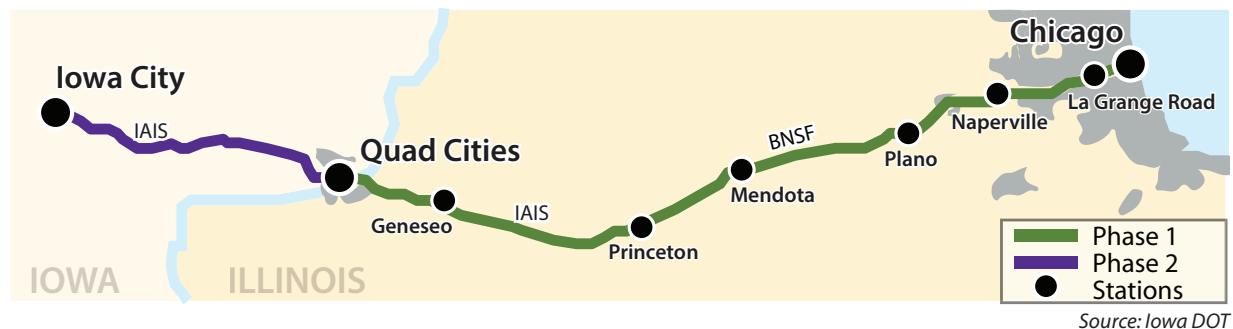 Chicago
Iowa City
La Grange Road
Naperville
IAIS
BNSF
Quad Cities
Plano
Mendota
Geneseo
IAIS
Princeton
Phase 1
Phase 2
Stations
IOWA
ILLINOIS
Source: Iowa DOT